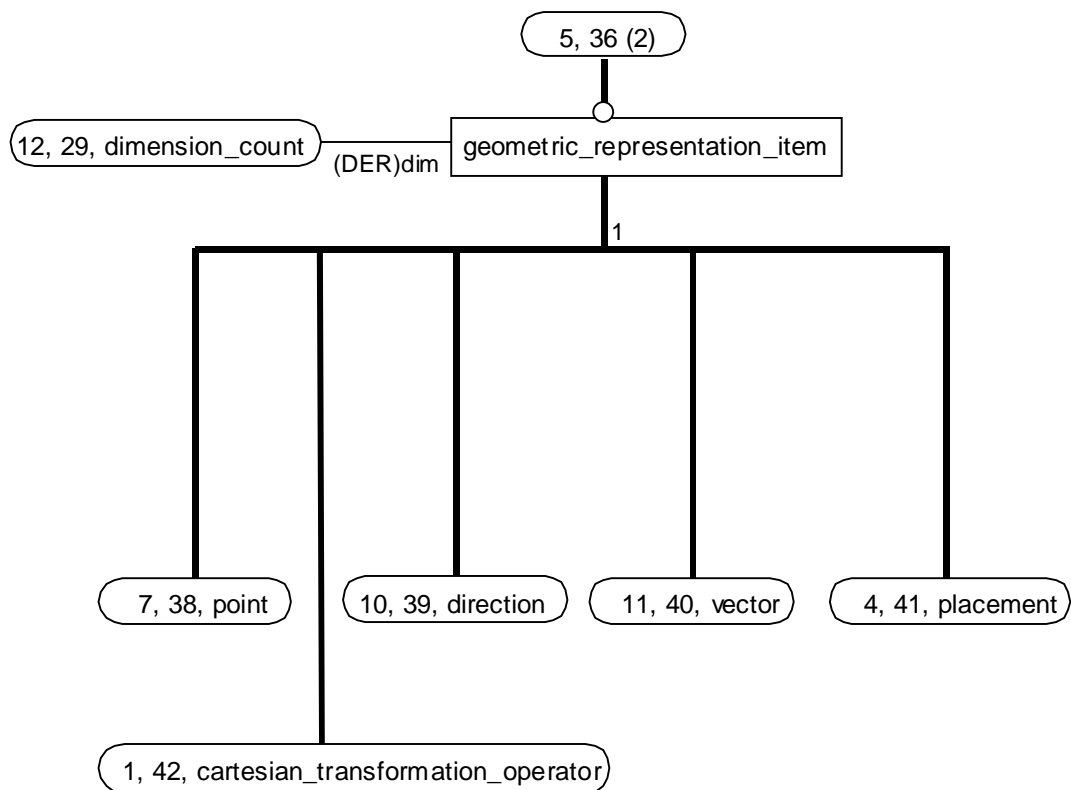 5, 36 (2)
12, 29, dimension_count
(DER)dim
geometric_representation_item
1
7, 38, point
10, 39, direction
11, 40, vector
4, 41, placement
1, 42, cartesian_transformation_operator